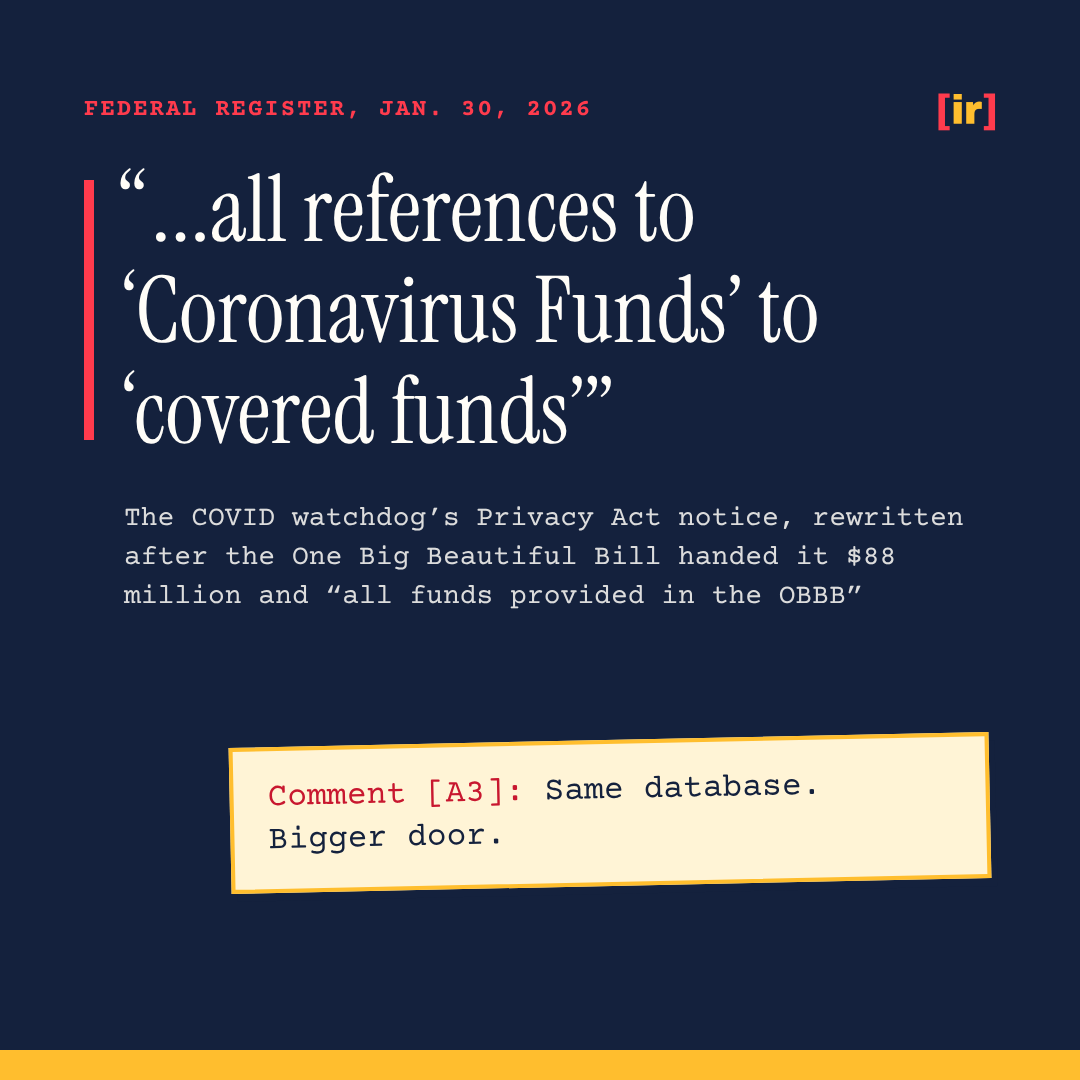 FEDERAL REGISTER, JAN. 30, 2026
[ir]
“…all references to
‘Coronavirus Funds’ to
‘covered funds’”
The COVID watchdog’s Privacy Act notice, rewritten
after the One Big Beautiful Bill handed it $88
million and “all funds provided in the OBBB”
Comment [A3]: Same database.
Bigger door.